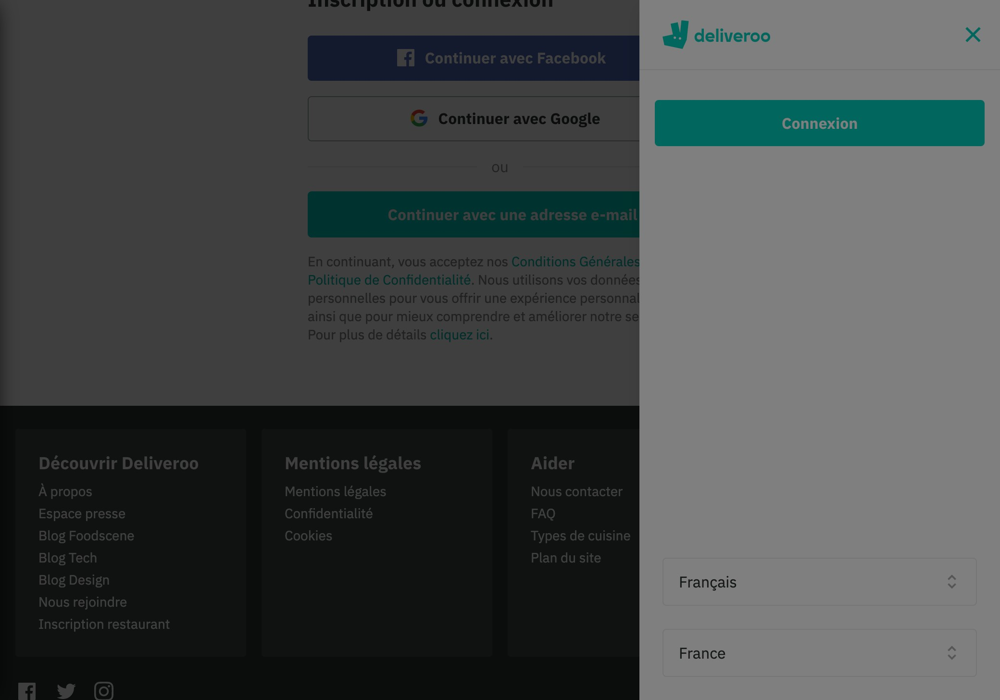 Inscription ou connexion
Continuer avec Facebook
Continuer avec Google
ou
Continuer avec une adresse e-mail
En continuant, vous acceptez nos Conditions Générales
Politique de Confidentialité. Nous utilisons vos données
personnelles pour vous offrir une expérience personnal
ainsi que pour mieux comprendre et améliorer notre se
Pour plus de détails cliquez ici.
deliveroo
Connexion
Français
France
Découvrir Deliveroo
À propos
Espace presse
Blog Foodscene
Blog Tech
Blog Design
Nous rejoindre
Inscription restaurant
Mentions légales
Mentions légales
Confidentialité
Cookies
Aider
Nous contacter
FAQ
Types de cuisine
Plan du site